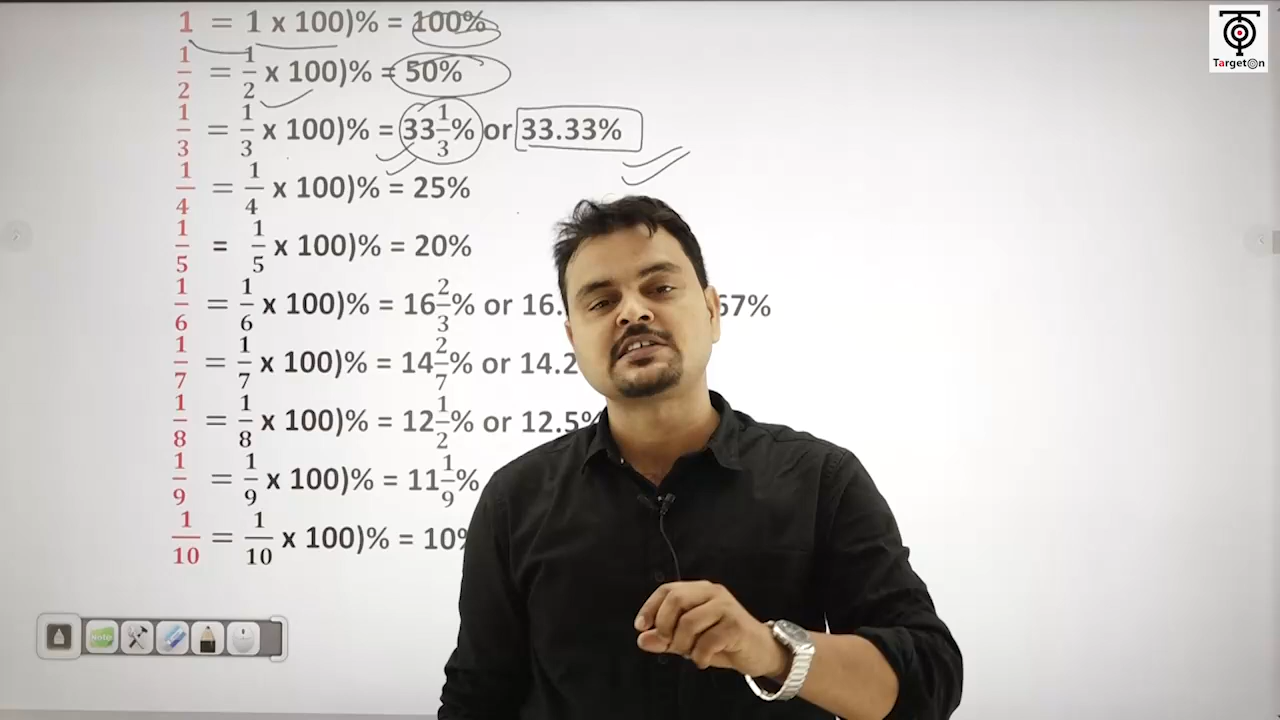 1 = 1 x 100)% = 100%
1/2 = 1/2 x 100)% = 50%
1/3 = 1/3 x 100)% = 33 1/3% or 33.33%
1/4 = 1/4 x 100)% = 25%
1/5 = 1/5 x 100)% = 20%
1/6 = 1/6 x 100)% = 16 2/3% or 16. 67%
1/7 = 1/7 x 100)% = 14 2/7% or 14.2
1/8 = 1/8 x 100)% = 12 1/2% or 12.5%
1/9 = 1/9 x 100)% = 11 1/9%
1/10 = 1/10 x 100)% = 10%
TargetOn